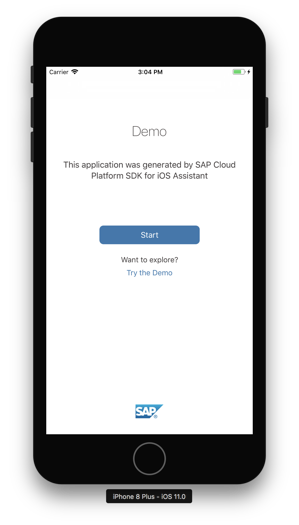 Carrier
3:04 PM
Demo
This application was generated by SAP Cloud
Platform SDK for iOS Assistant
Start
Want to explore?
Try the Demo
SAP
iPhone 8 Plus - iOS 11.0